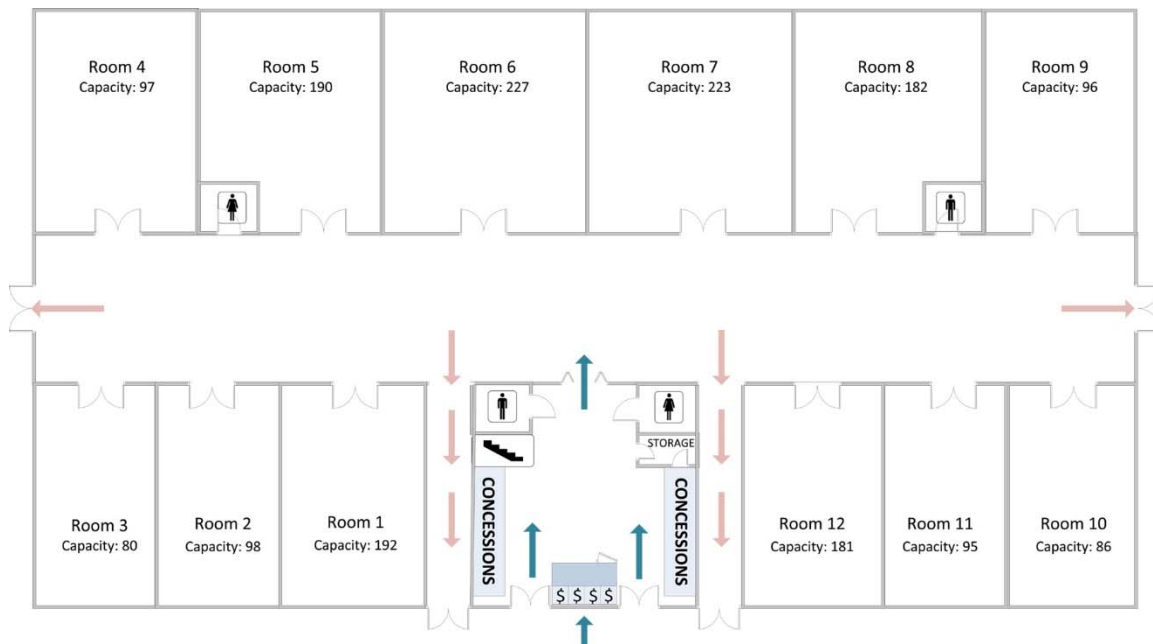 Room 4
Capacity: 97
Room 5
Capacity: 190
Room 6
Capacity: 227
Room 7
Capacity: 223
Room 8
Capacity: 182
Room 9
Capacity: 96
STORAGE
CONCESSIONS
CONCESSIONS
Room 3
Capacity: 80
Room 2
Capacity: 98
Room 1
Capacity: 192
Room 12
Capacity: 181
Room 11
Capacity: 95
Room 10
Capacity: 86
$ $ $ $